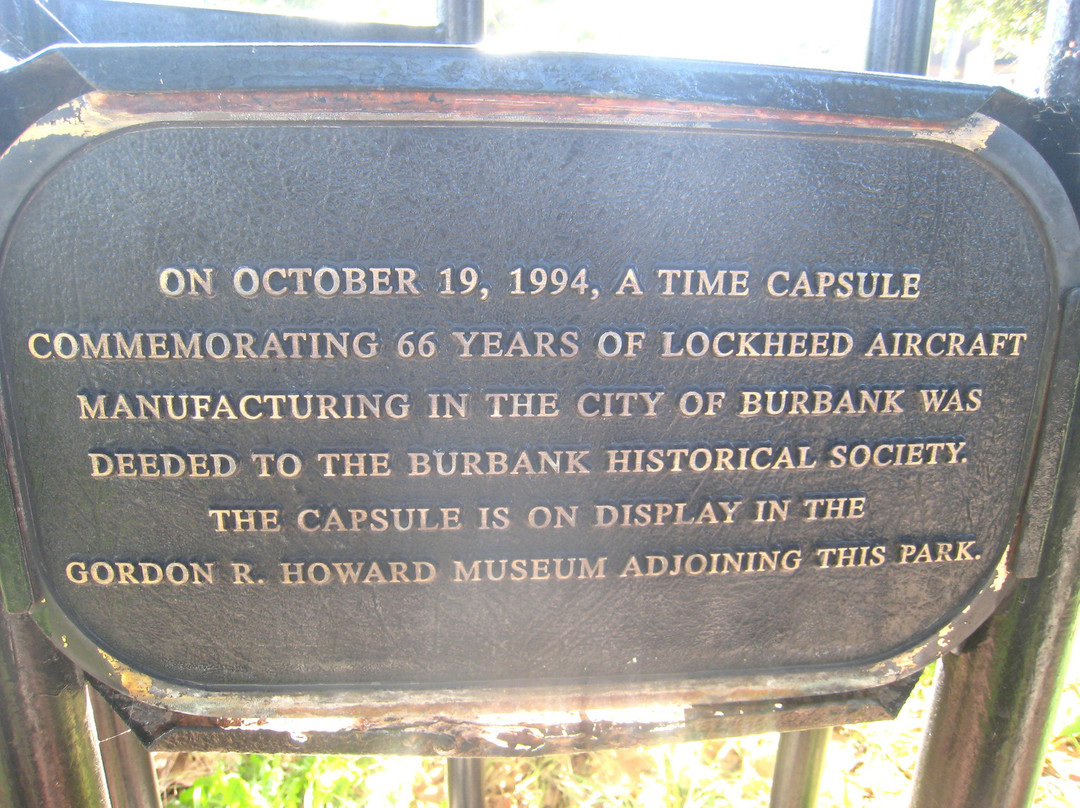 ON OCTOBER 19, 1994, A TIME CAPSULE
COMMEMORATING 66 YEARS OF LOCKHEED AIRCRAFT
MANUFACTURING IN THE CITY OF BURBANK WAS
DEEDED TO THE BURBANK HISTORICAL SOCIETY.
THE CAPSULE IS ON DISPLAY IN THE
GORDON R. HOWARD MUSEUM ADJOINING THIS PARK.